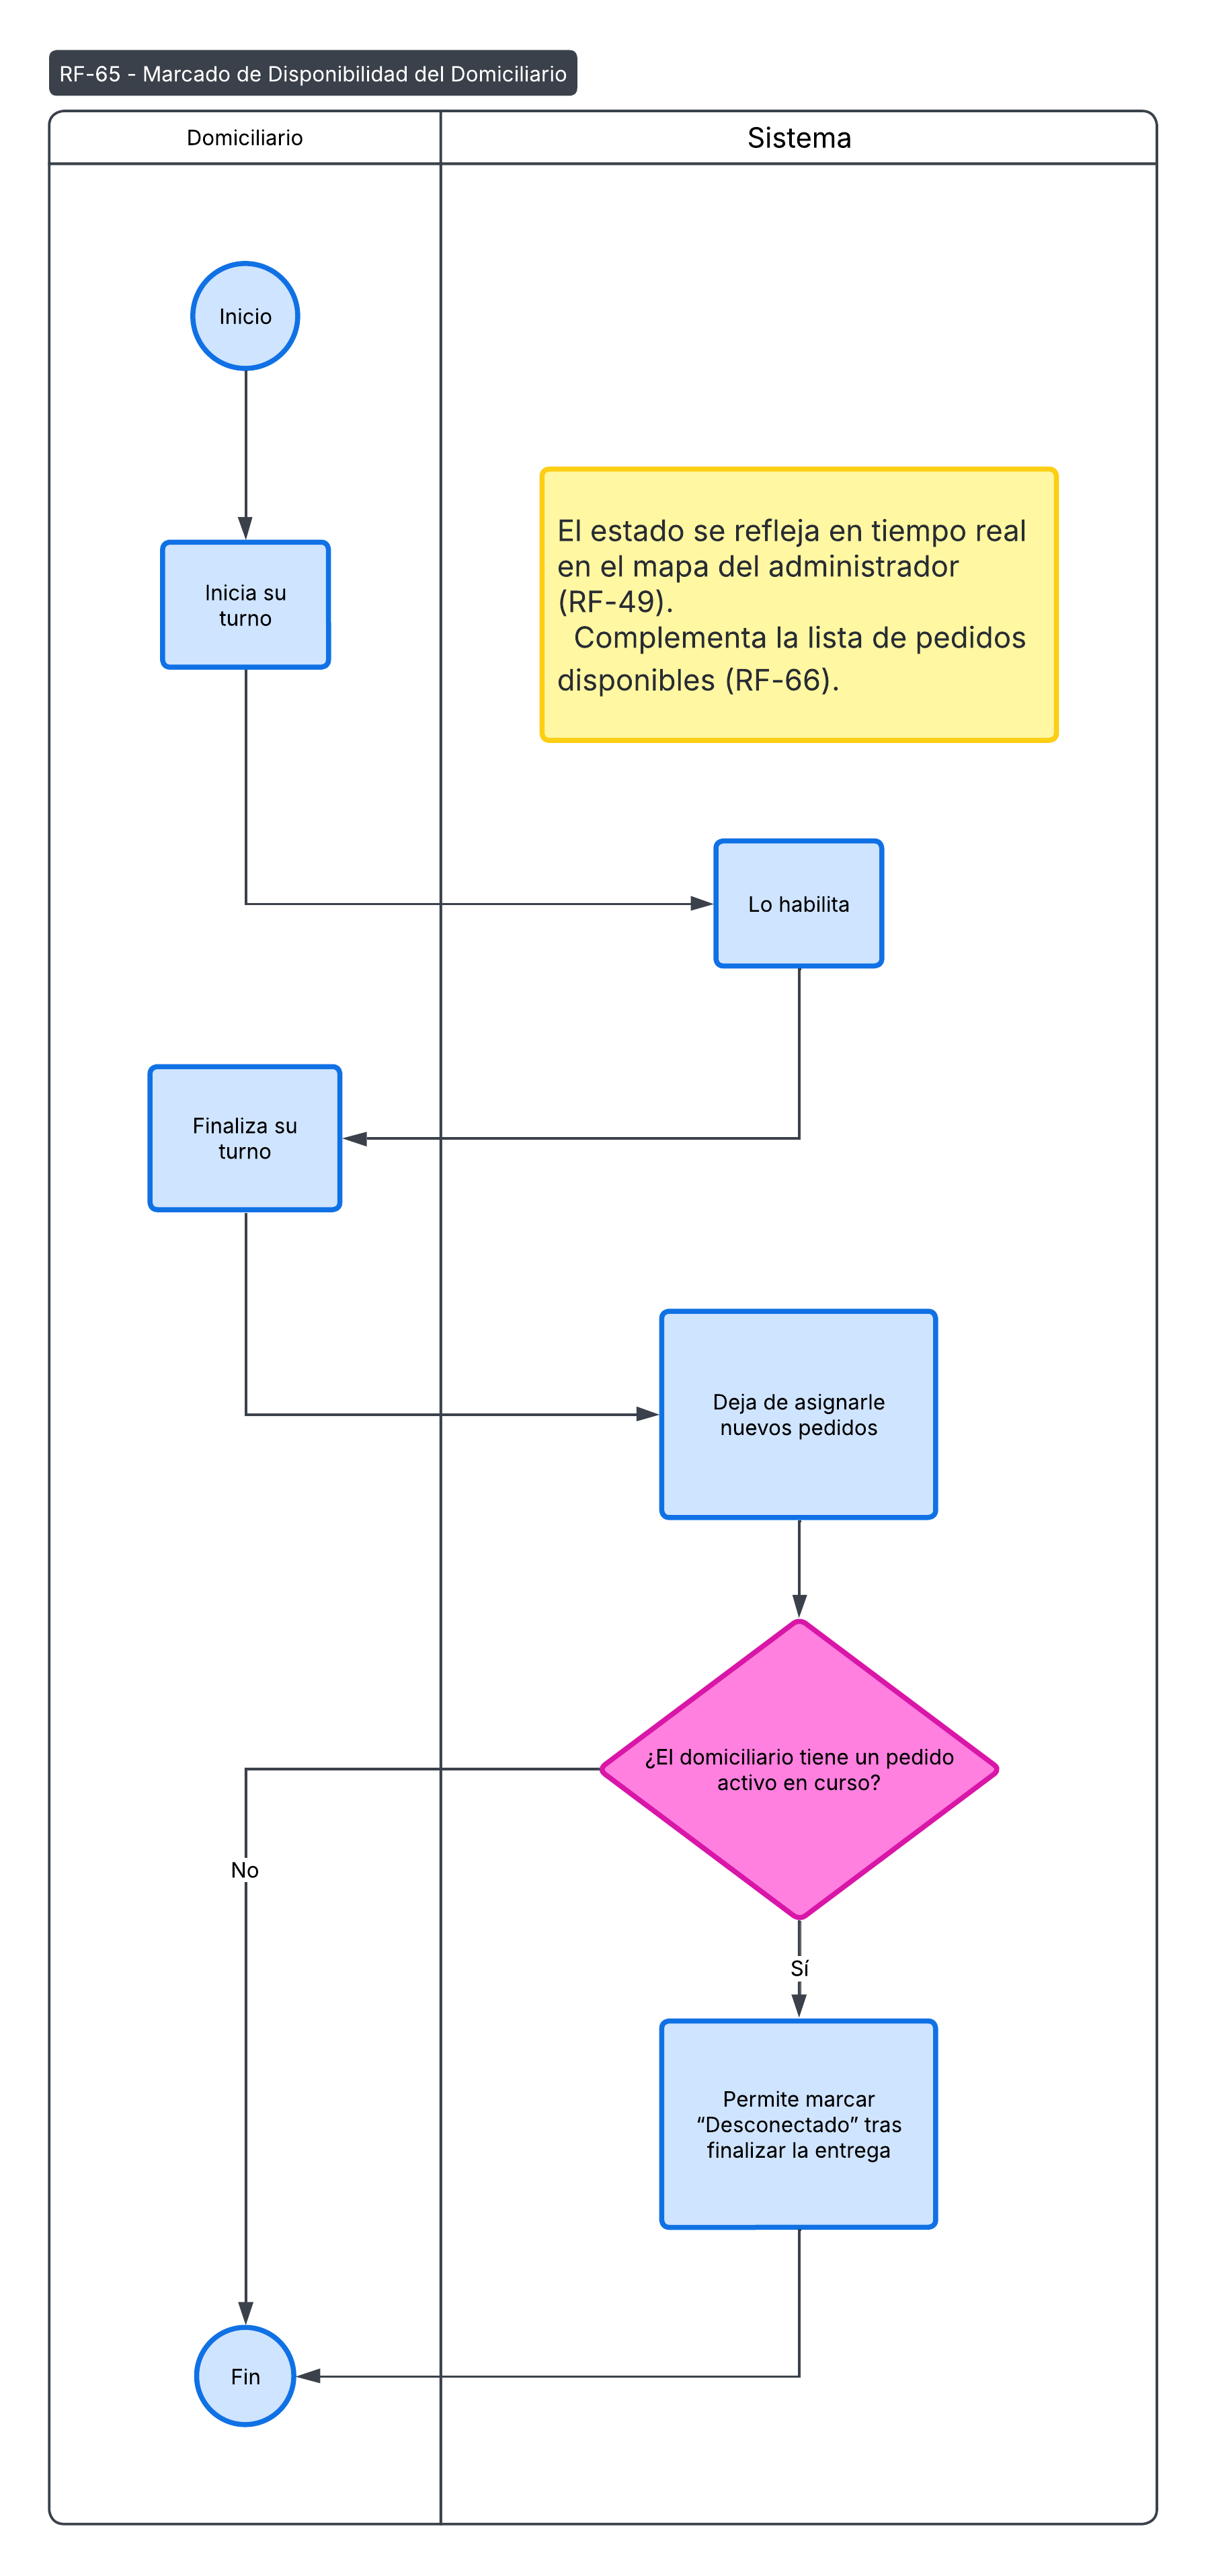 RF-65 - Marcado de Disponibilidad del Domiciliario
Domiciliario
Sistema
Inicio
El estado se refleja en tiempo real
en el mapa del administrador
(RF-49).
Complementa la lista de pedidos
disponibles (RF-66).
Inicia su
turno
Lo habilita
Finaliza su
turno
Deja de asignarle
nuevos pedidos
¿El domiciliario tiene un pedido
activo en curso?
No
Sí
Permite marcar
“Desconectado” tras
finalizar la entrega
Fin